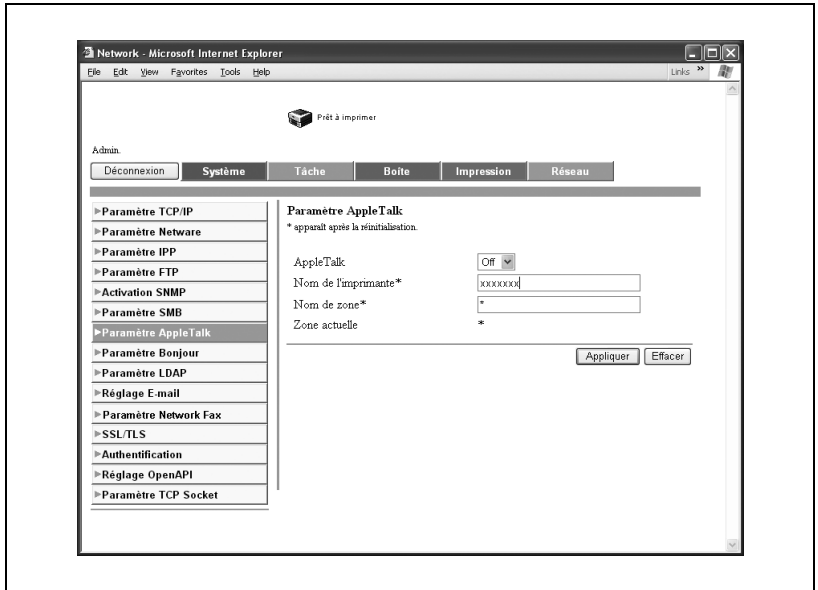 Network - Microsoft Internet Explorer
File Edit View Favorites Tools Help
Links »
Prêt à imprimer
Admin.
Déconnexion Système Tâche Boîte Impression Réseau
Paramètre TCP/IP
Paramètre Netware
Paramètre IPP
Paramètre FTP
Activation SNMP
Paramètre SMB
Paramètre AppleTalk
Paramètre Bonjour
Paramètre LDAP
Réglage E-mail
Paramètre Network Fax
SSL/TLS
Authentification
Réglage OpenAPI
Paramètre TCP Socket
Paramètre AppleTalk
* apparaît après la réinitialisation.
AppleTalk Off
Nom de l'imprimante* xxxxxxx
Nom de zone* *
Zone actuelle *
Appliquer Effacer